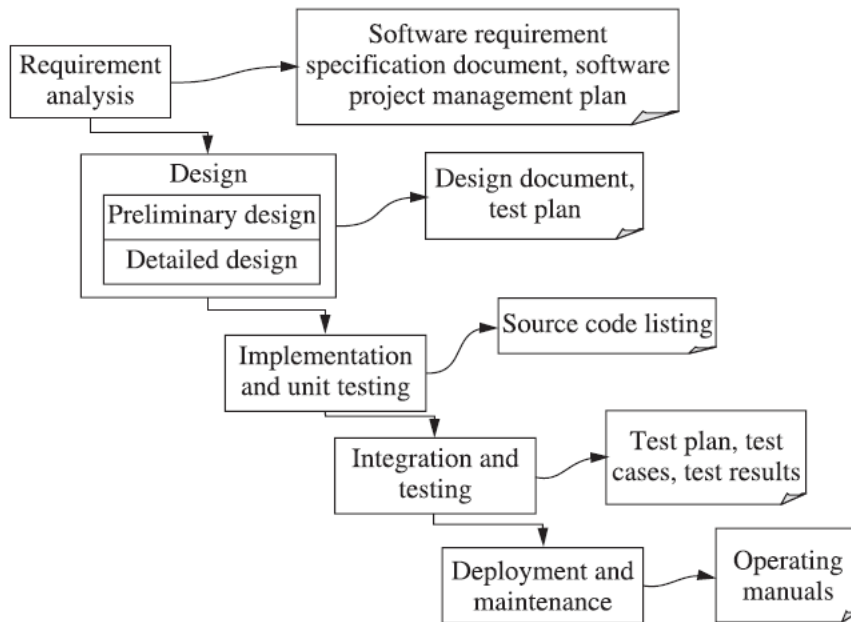 Requirement
analysis
Software requirement
specification document, software
project management plan
Design
Preliminary design
Detailed design
Design document,
test plan
Implementation
and unit testing
Source code listing
Integration and
testing
Test plan, test
cases, test results
Deployment and
maintenance
Operating
manuals